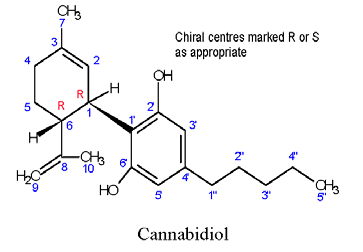 CH₃
7
Chiral centres marked R or S
as appropriate
3
4
2
R
H
OH
5
R
1
2'
6
1'
3'
H
8
CH₃
10
6'
4'
2''
4''
H₂C
9
HO
5'
1''
3''
CH₃
5''
Cannabidiol